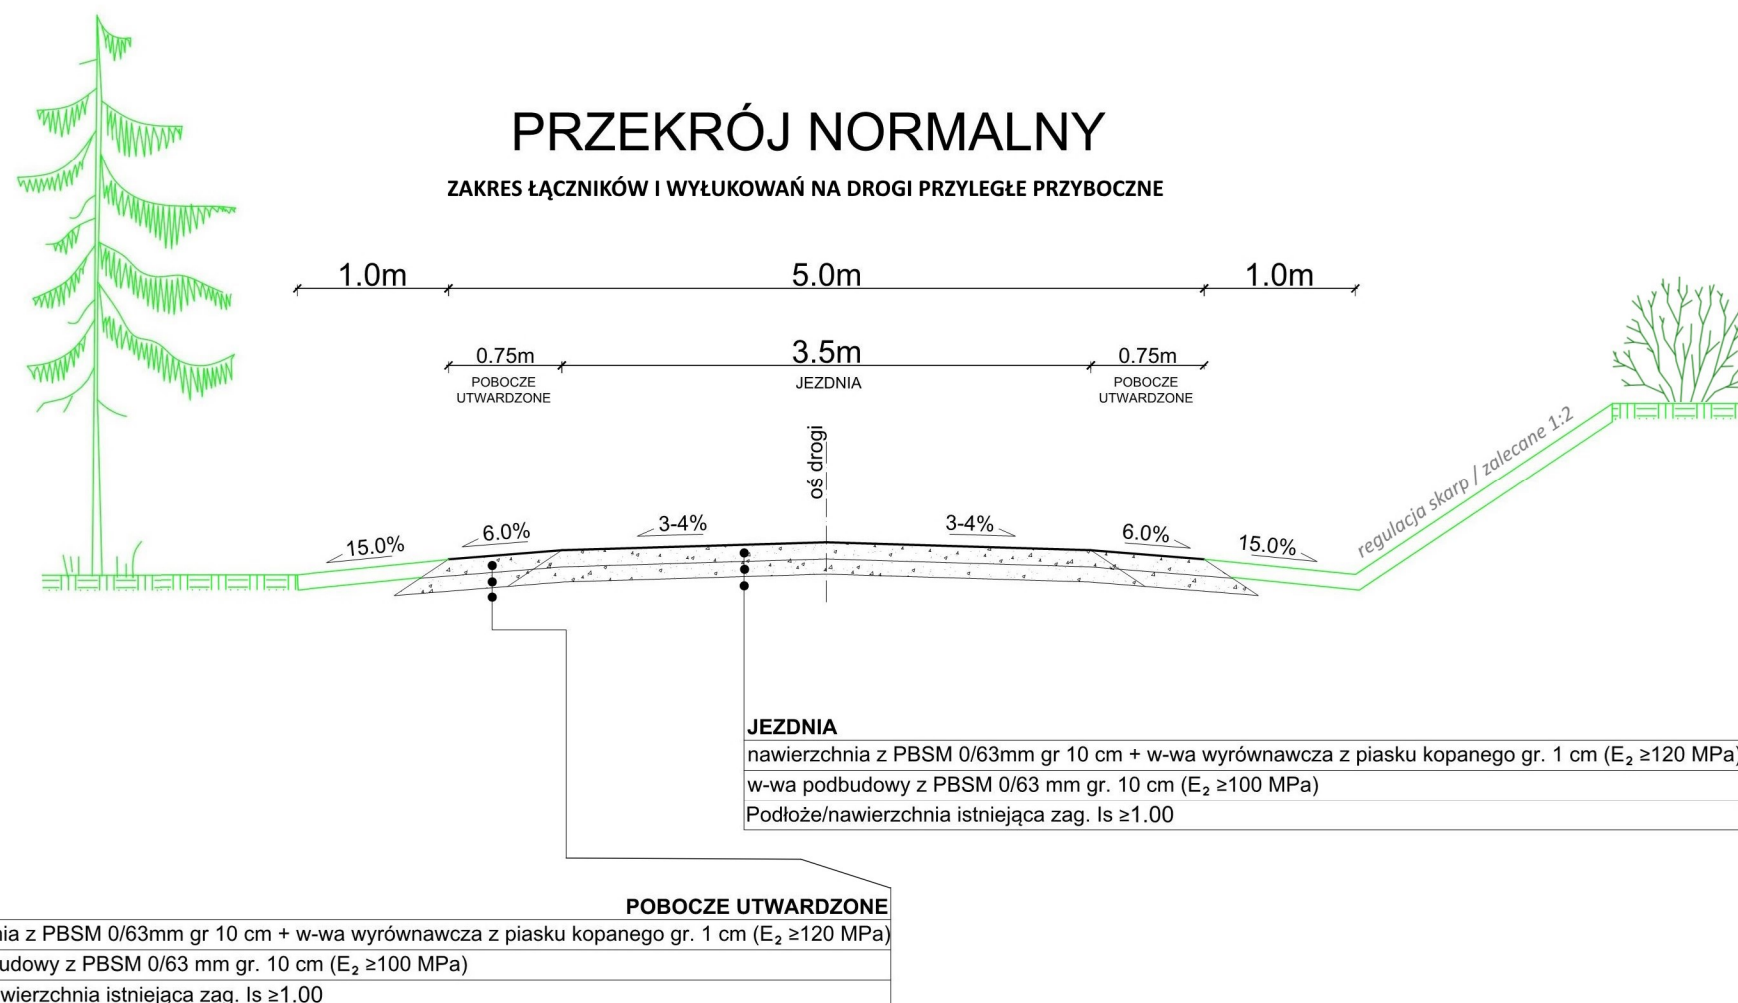 PRZEKRÓJ NORMALNY
ZAKRES ŁĄCZNIKÓW I WYŁUKOWAŃ NA DROGI PRZYLEGŁE PRZYBOCZNE
1.0m 5.0m 1.0m
0.75m 3.5m 0.75m
POBOCZE JEZDNIA POBOCZE
UTWARDZONE UTWARDZONE
oś drogi
regulacja skarp / zalecane 1:2
15.0% 6.0% 3-4% 3-4% 6.0% 15.0%
JEZDNIA
nawierzchnia z PBSM 0/63mm gr 10 cm + w-wa wyrównawcza z piasku kopanego gr. 1 cm (E₂ ≥120 MPa)
w-wa podbudowy z PBSM 0/63 mm gr. 10 cm (E₂ ≥100 MPa)
Podłoże/nawierzchnia istniejąca zag. Is ≥1.00
POBOCZE UTWARDZONE
z PBSM 0/63mm gr 10 cm + w-wa wyrównawcza z piasku kopanego gr. 1 cm (E₂ ≥120 MPa)
z PBSM 0/63 mm gr. 10 cm (E₂ ≥100 MPa)
istniejąca zag. Is ≥1.00